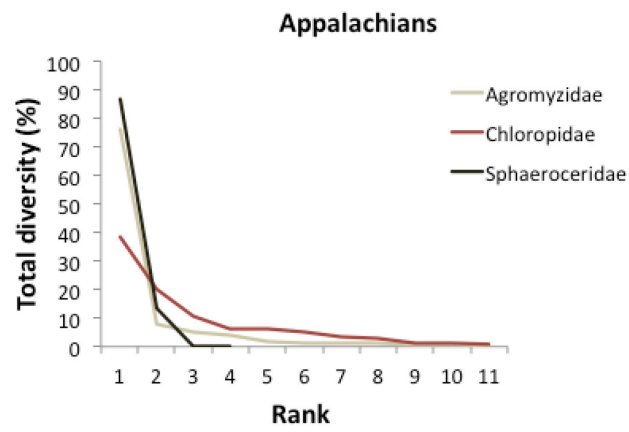 Appalachians
Total diversity (%)
100
90
80
70
60
50
40
30
20
10
0
Agromyzidae
Chloropidae
Sphaeroceridae
1 2 3 4 5 6 7 8 9 10 11
Rank